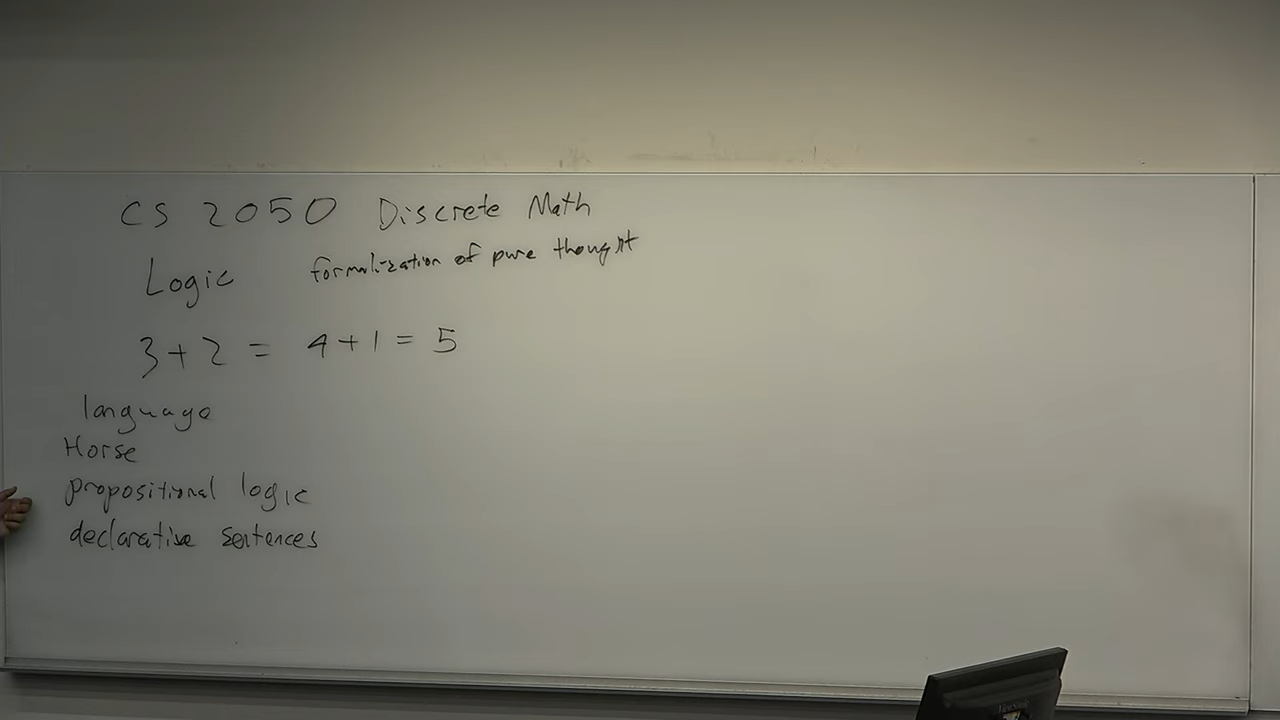 CS 2050 Discrete Math
Logic formalization of pure thought
3 + 2 = 4 + 1 = 5
language
Horse
propositional logic
declarative sentences